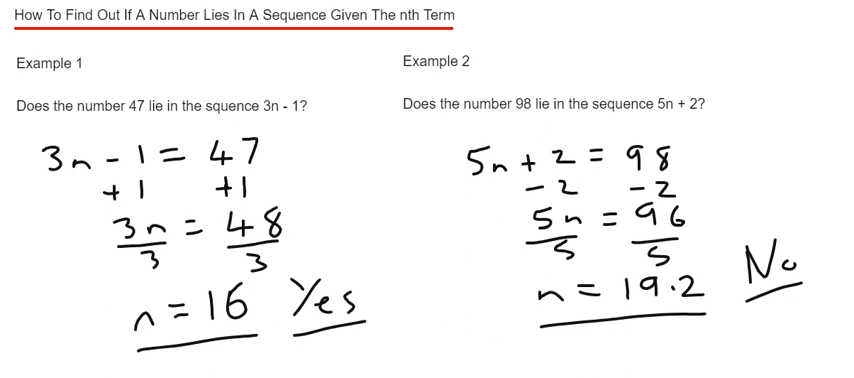 How To Find Out If A Number Lies In A Sequence Given The nth Term
Example 1
Does the number 47 lie in the squence 3n - 1?
3n - 1 = 47
+1 +1
3n = 48
3 3
n = 16 Yes
Example 2
Does the number 98 lie in the sequence 5n + 2?
5n + 2 = 98
-2 -2
5n = 96
5 5
n = 19.2 No